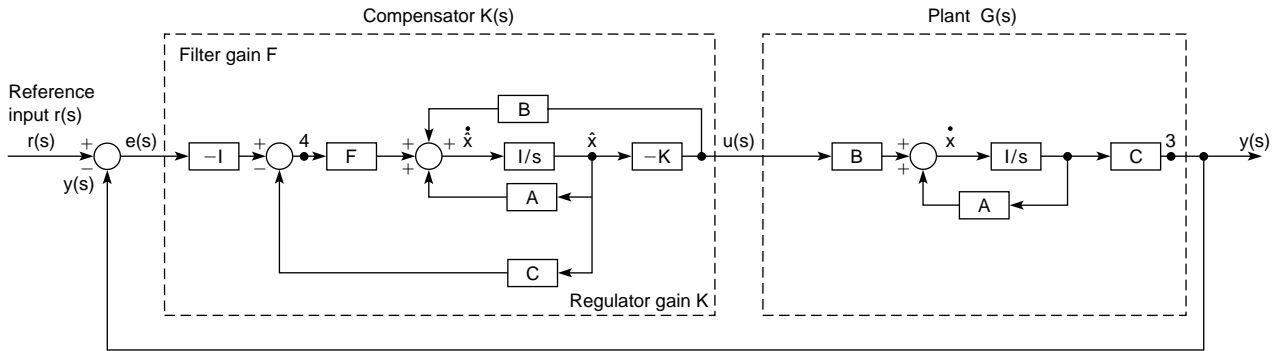 Compensator K(s)
Plant G(s)
Filter gain F
Reference
input r(s)
r(s)
+
−
y(s)
e(s)
−I
+
−
4
F
+
+
+
B
ẋ̂
I/s
x̂
−K
A
C
Regulator gain K
u(s)
B
+
+
ẋ
I/s
A
C
3
y(s)